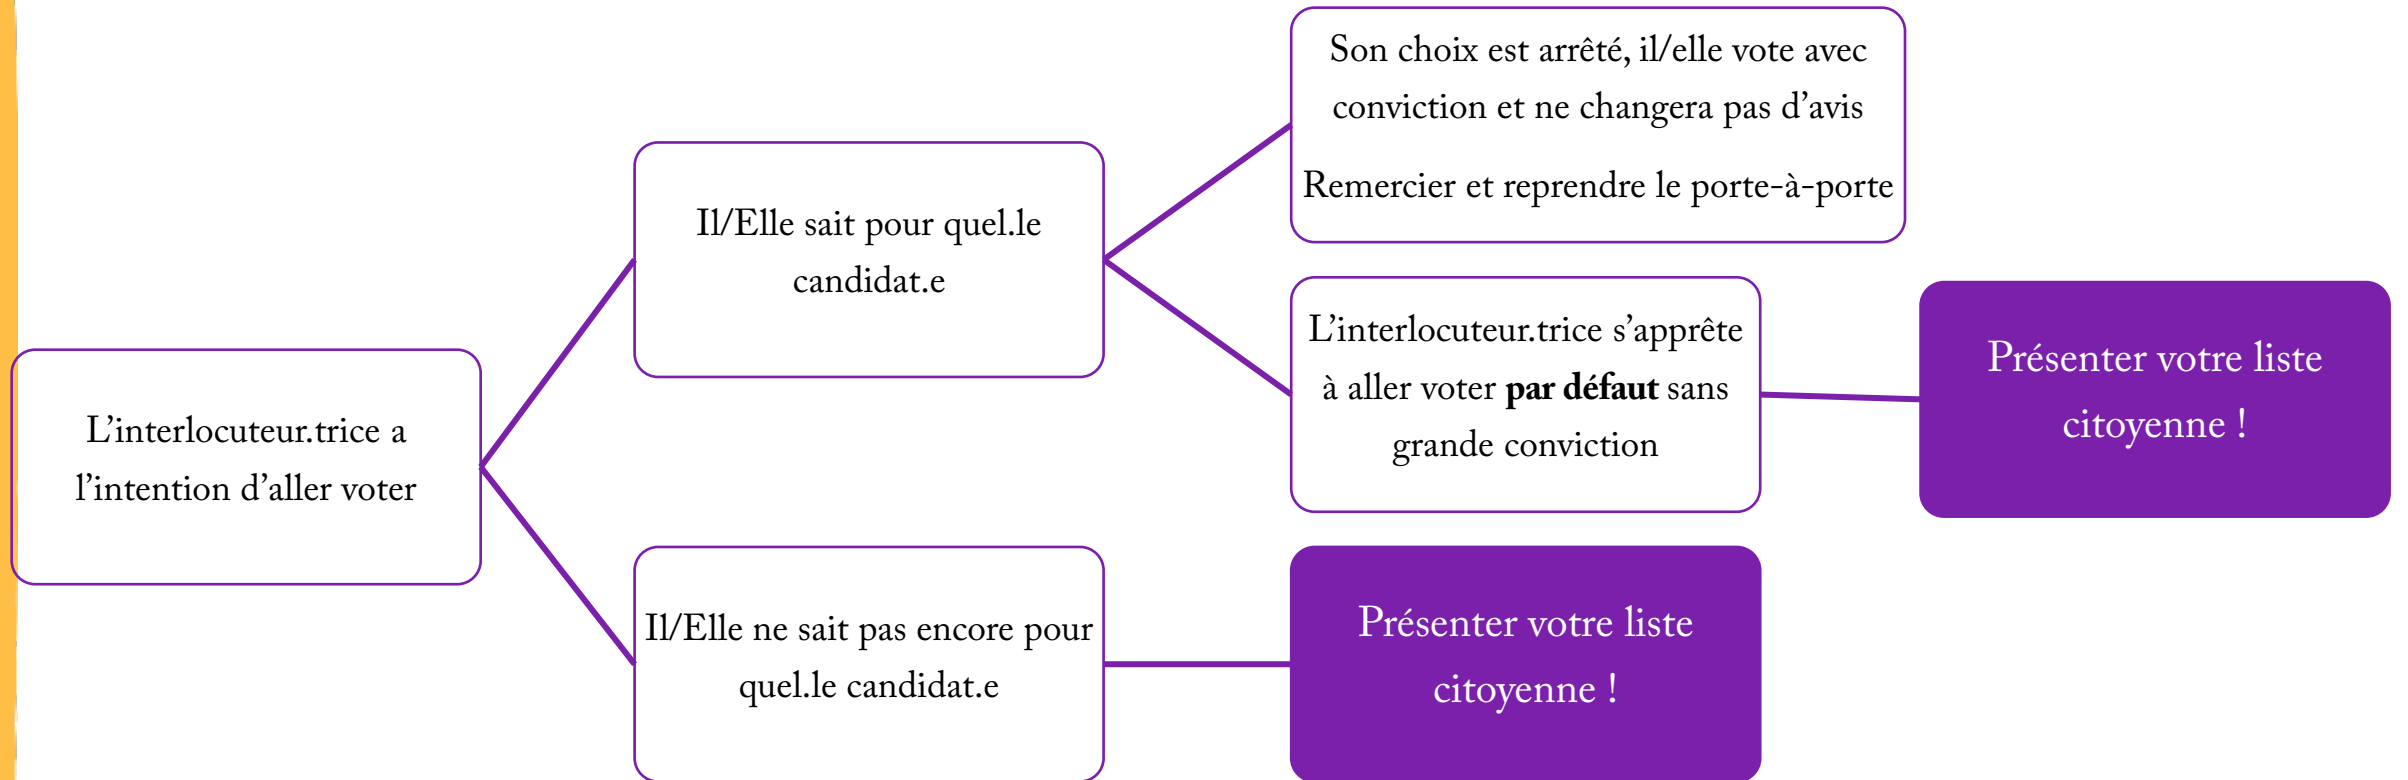 L'interlocuteur.trice a
l'intention d'aller voter
Il/Elle sait pour quel.le
candidat.e
Son choix est arrêté, il/elle vote avec
conviction et ne changera pas d'avis
Remercier et reprendre le porte-à-porte
L'interlocuteur.trice s'apprête
à aller voter par défaut sans
grande conviction
Présenter votre liste
citoyenne !
Il/Elle ne sait pas encore pour
quel.le candidat.e
Présenter votre liste
citoyenne !